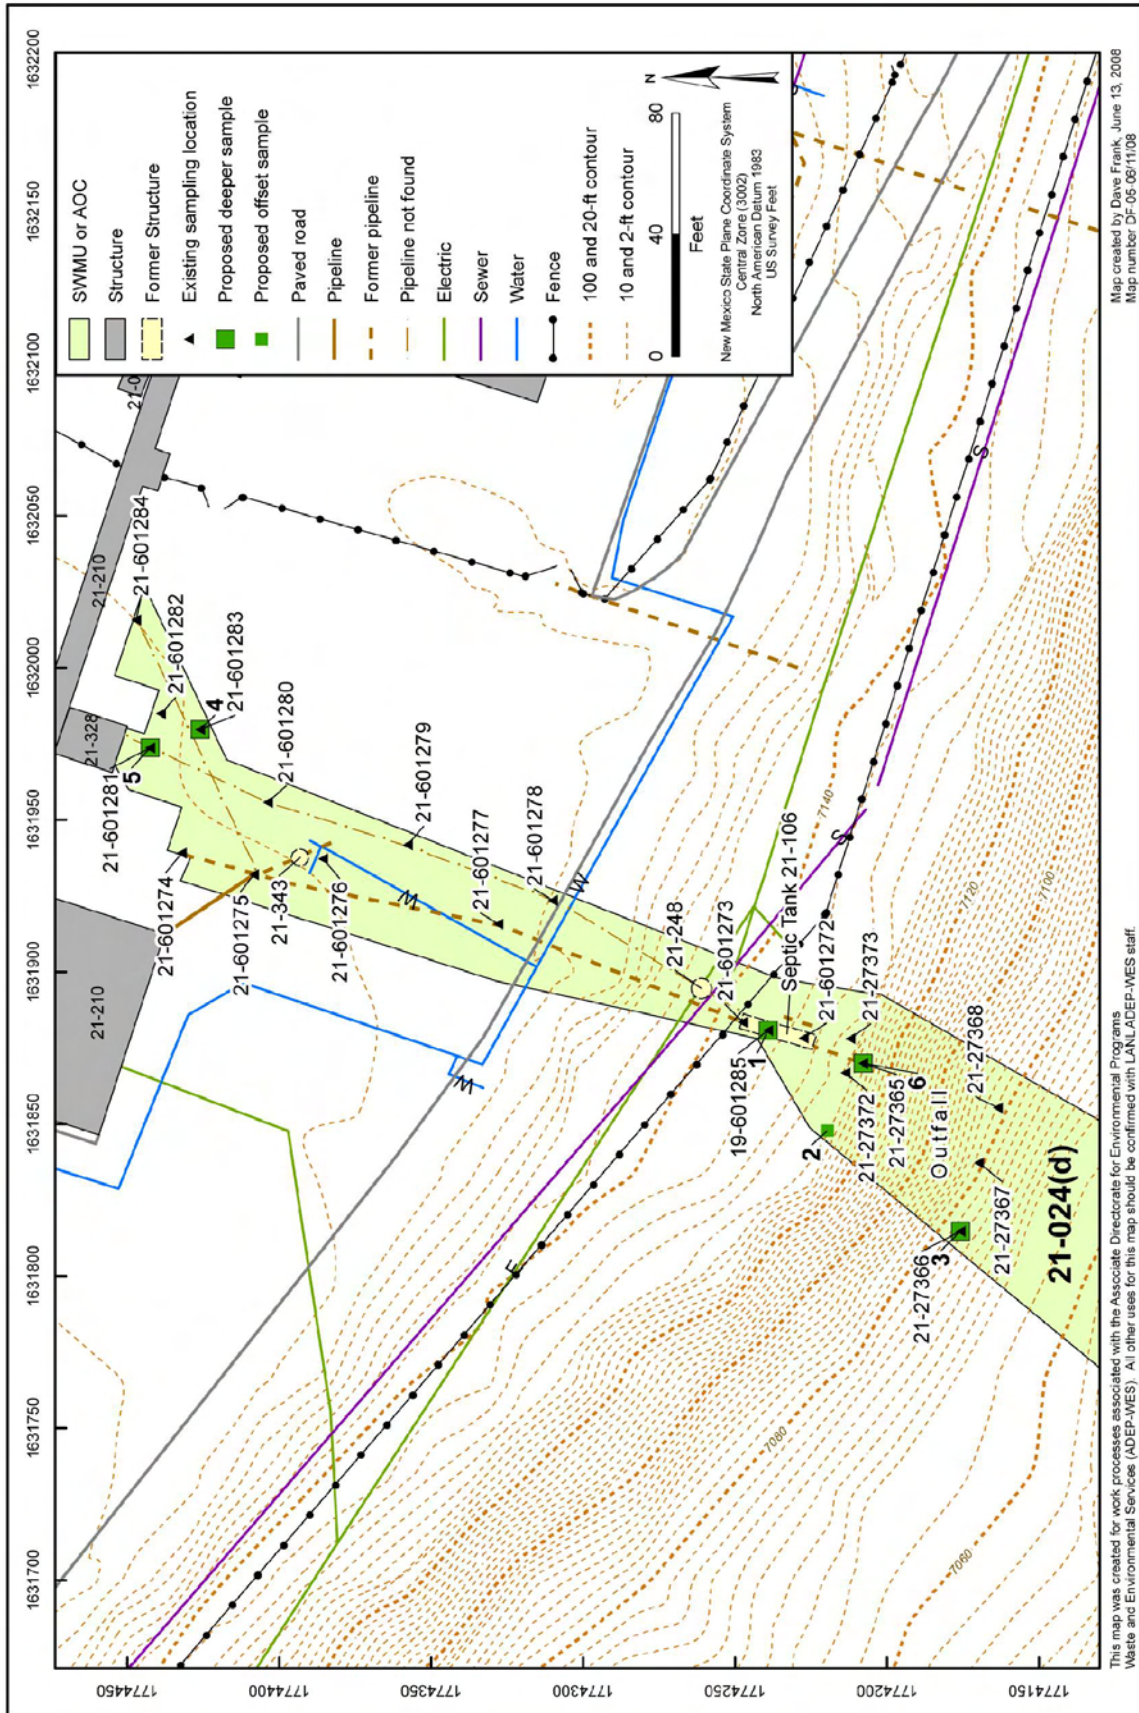 1631700
1631750
1631800
1631850
1631900
1631950
1632000
1632050
1632100
1632150
1632200
1774450
1774400
1774350
1774300
1774250
1774200
1774150
SWMU or AOC
Structure
Former Structure
Existing sampling location
Proposed deeper sample
Proposed offset sample
Paved road
Pipeline
Former pipeline
Pipeline not found
Electric
Sewer
Water
Fence
100 and 20-ft contour
10 and 2-ft contour
0 40 80
Feet
N
New Mexico State Plane Coordinate System
Central Zone (3002)
North American Datum 1983
US Survey Feet
21-210
21-210
21-328
21-601284
21-601282
21-601283
4
21-601281
5
21-601280
21-601274
21-601275
21-343
21-601276
21-601279
21-601277
21-601278
W
W
W
21-248
21-601273
Septic Tank 21-106
21-601272
21-27373
19-601285
1
2
21-27372
21-27365
6
Outfall
21-27368
21-27367
21-27366
3
21-024(d)
E
S
S
7140
7120
7100
7080
7060
This map was created for work processes associated with the Associate Directorate for Environmental Programs
Waste and Environmental Services (ADEP-WES). All other uses for this map should be confirmed with LANLADEP-WES staff.
Map created by Dave Frank, June 13, 2008
Map number DF-05-06/11/08